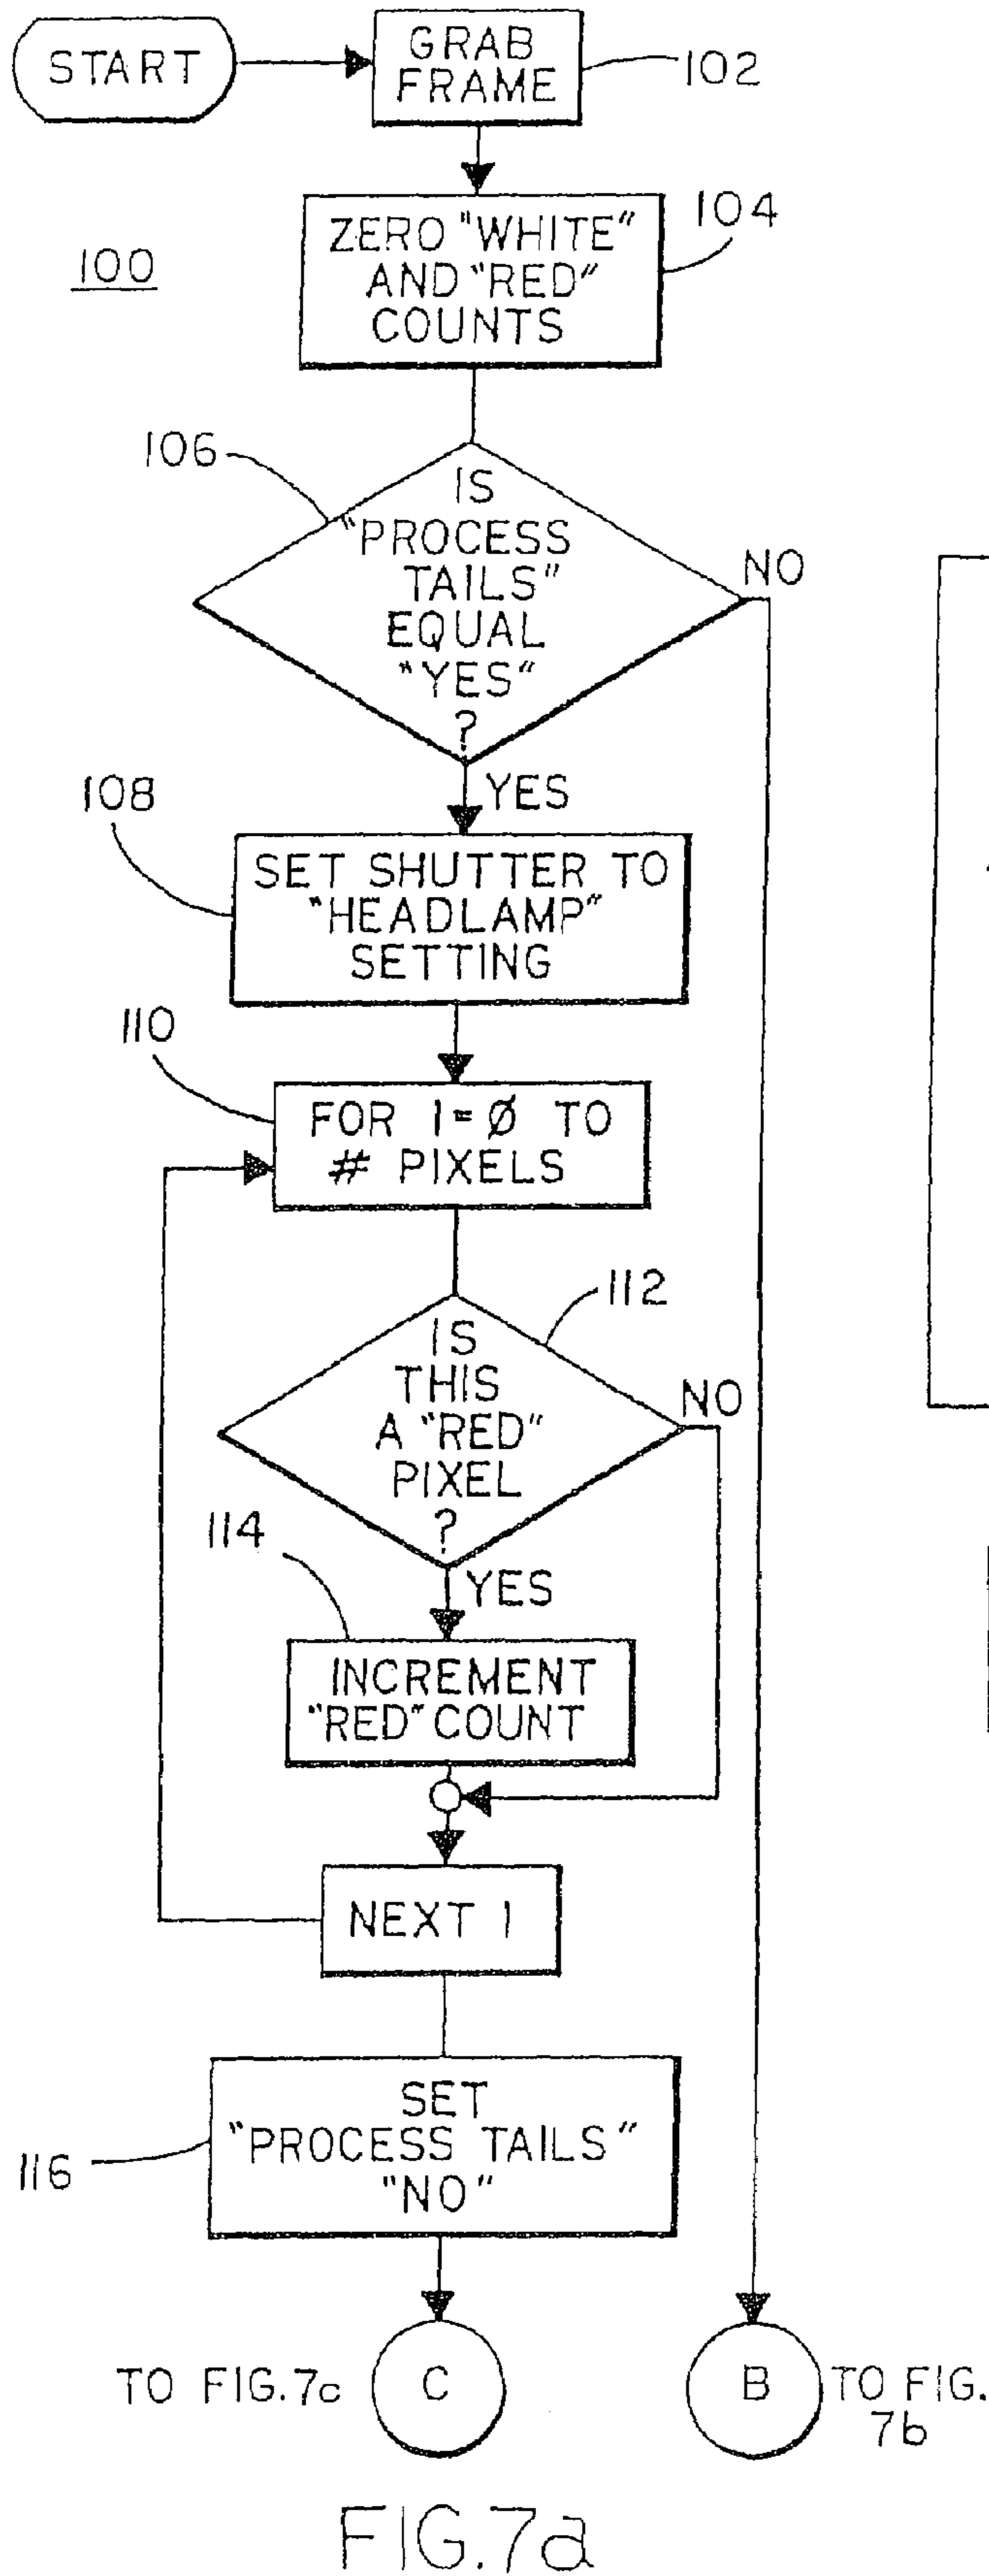 START
GRAB
FRAME
102
ZERO "WHITE"
AND "RED"
COUNTS
104
100
106
IS
"PROCESS
TAILS"
EQUAL
"YES"
?
NO
YES
108
SET SHUTTER TO
"HEADLAMP"
SETTING
110
FOR I=Ø TO
# PIXELS
112
IS
THIS
A "RED"
PIXEL
?
NO
114
YES
INCREMENT
"RED" COUNT
NEXT I
SET
"PROCESS TAILS"
"NO"
116
TO FIG.7c
C
B
TO FIG.
7b
FIG.7a